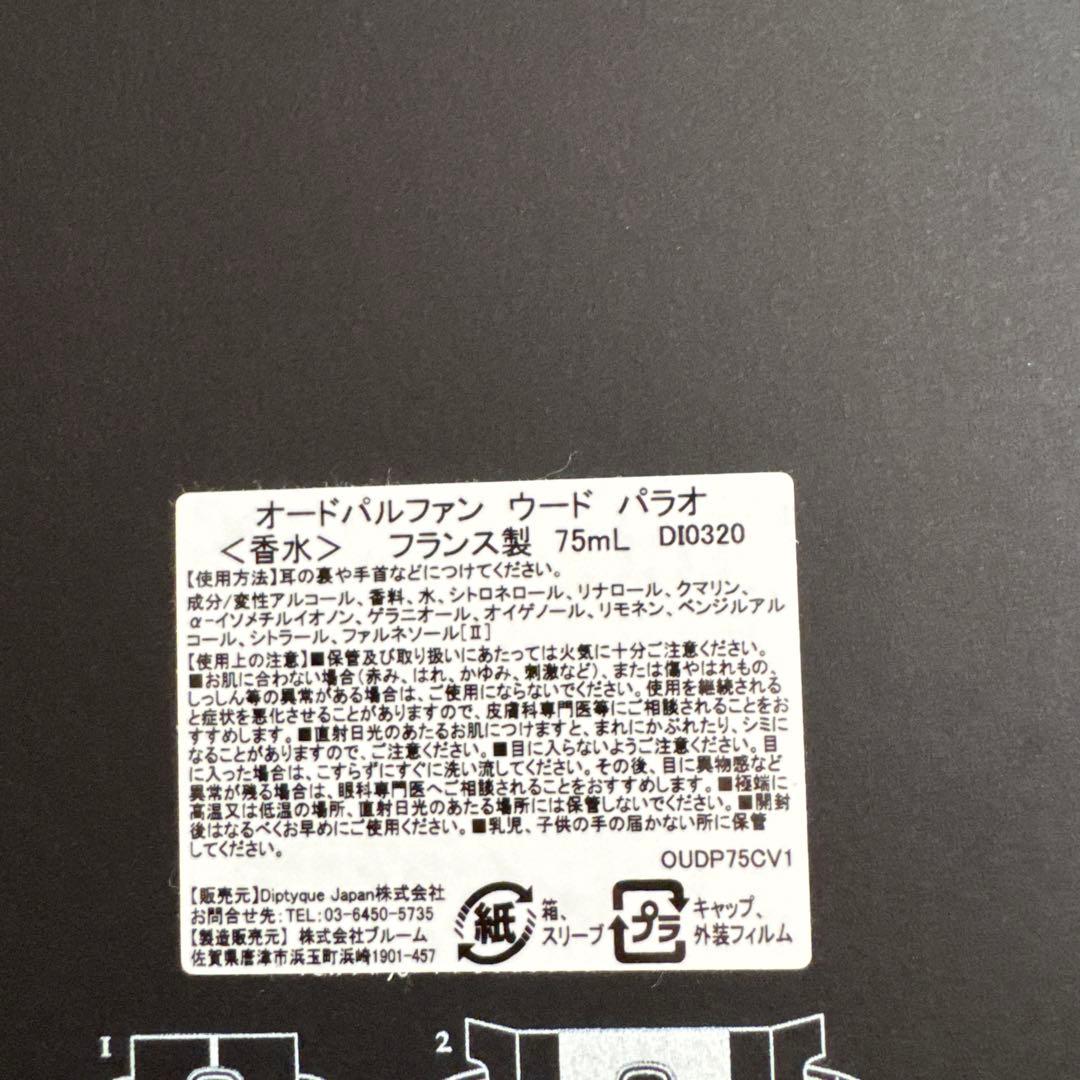 オードパルファン ウード パラオ
<香水> フランス製 75mL DI0320
【使用方法】耳の裏や手首などにつけてください。
成分/変性アルコール、香料、水、シトロネロール、リナロール、クマリン、
α-イソメチルイオノン、ゲラニオール、オイゲノール、リモネン、ベンジルアル
コール、シトラール、ファルネソール[Ⅱ]
【使用上の注意】■保管及び取り扱いにあたっては火気に十分ご注意ください。
■お肌に合わない場合(赤み、はれ、かゆみ、刺激など)、または傷やはれもの、
しっしん等の異常がある場合は、ご使用にならないでください。使用を継続される
と症状を悪化させることがありますので、皮膚科専門医等にご相談されることをお
すすめします。■直射日光のあたるお肌につけますと、まれにかぶれたり、シミに
なることがありますので、ご注意ください。■目に入らないようご注意ください。目
に入った場合は、こすらずにすぐに洗い流してください。その後、目に異物感など
異常が残る場合は、眼科専門医へご相談されることをおすすめします。■極端に
高温又は低温の場所、直射日光のあたる場所には保管しないでください。■開封
後はなるべくお早めにご使用ください。■乳児、子供の手の届かない所に保管
してください。
OUDP75CV1
【販売元】Diptyque Japan株式会社
お問合せ先:TEL:03-6450-5735
【製造販売元】 株式会社ブルーム
佐賀県唐津市浜玉町浜崎1901-457
紙
箱、
スリーブ
プラ
キャップ、
外装フィルム
1
2